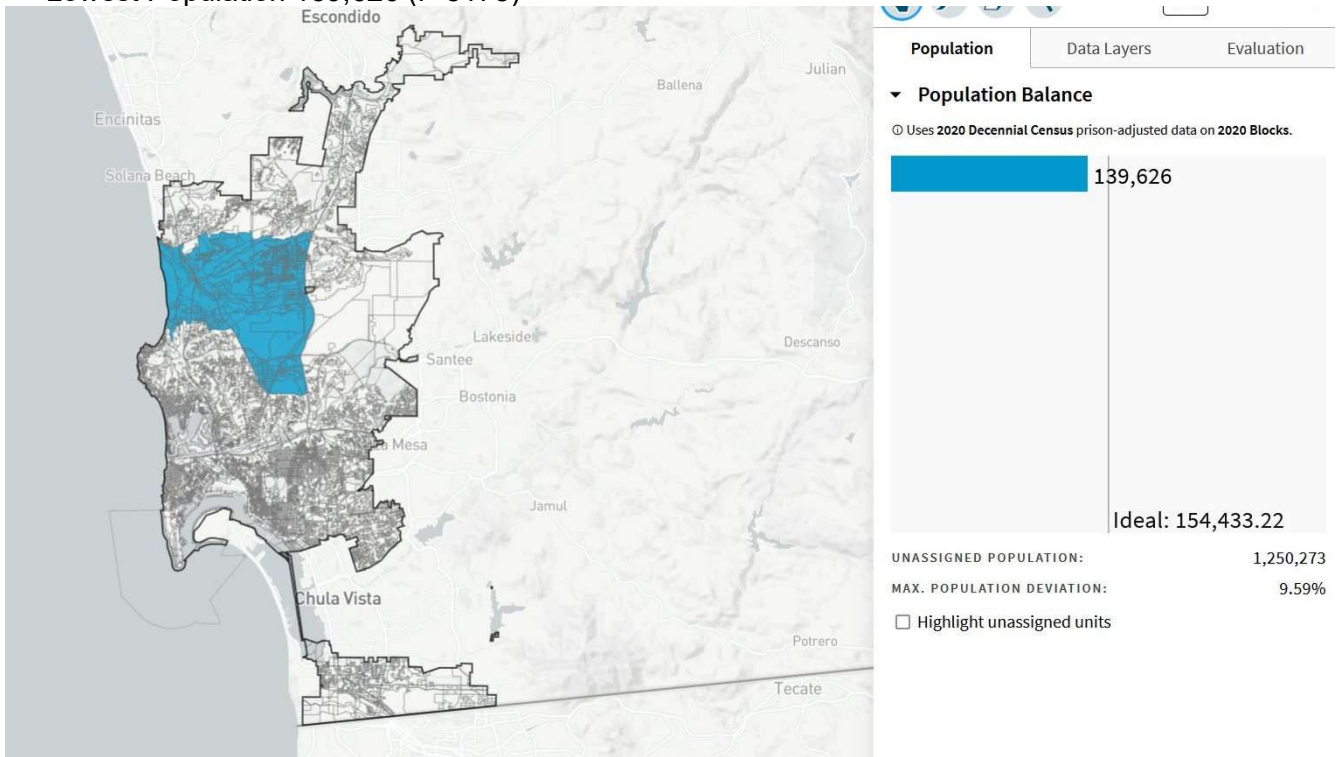 Escondido
Julian
Ballena
Encinitas
Solana Beach
Lakeside
Santee
Descanso
Bostonia
Mesa
Jamul
Chula Vista
Potrero
Tecate
Population
Data Layers
Evaluation
Population Balance
Uses 2020 Decennial Census prison-adjusted data on 2020 Blocks.
139,626
Ideal: 154,433.22
UNASSIGNED POPULATION: 1,250,273
MAX. POPULATION DEVIATION: 9.59%
Highlight unassigned units